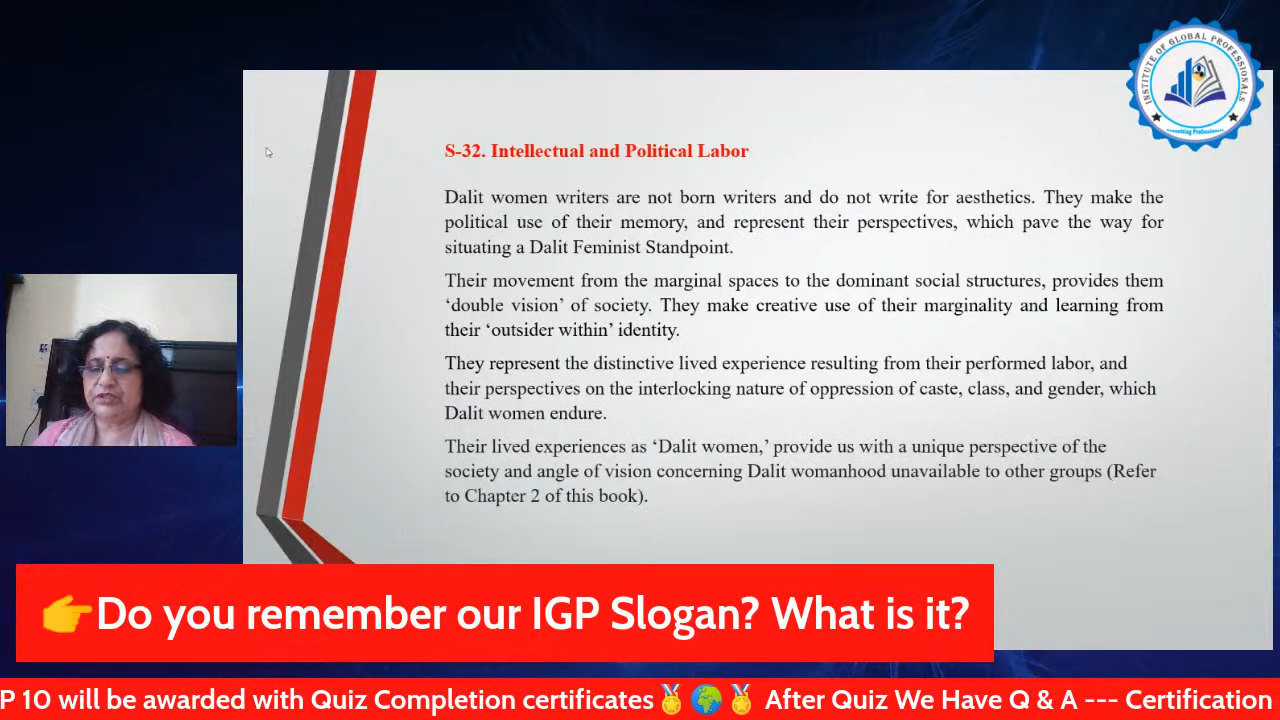 INSTITUTE OF GLOBAL PROFESSIONALS
S-32. Intellectual and Political Labor
Dalit women writers are not born writers and do not write for aesthetics. They make the
political use of their memory, and represent their perspectives, which pave the way for
situating a Dalit Feminist Standpoint.
Their movement from the marginal spaces to the dominant social structures, provides them
‘double vision’ of society. They make creative use of their marginality and learning from
their ‘outsider within’ identity.
They represent the distinctive lived experience resulting from their performed labor, and
their perspectives on the interlocking nature of oppression of caste, class, and gender, which
Dalit women endure.
Their lived experiences as ‘Dalit women,’ provide us with a unique perspective of the
society and angle of vision concerning Dalit womanhood unavailable to other groups (Refer
to Chapter 2 of this book).
👉Do you remember our IGP Slogan? What is it?
P 10 will be awarded with Quiz Completion certificates🏅🌍🏅 After Quiz We Have Q & A --- Certification